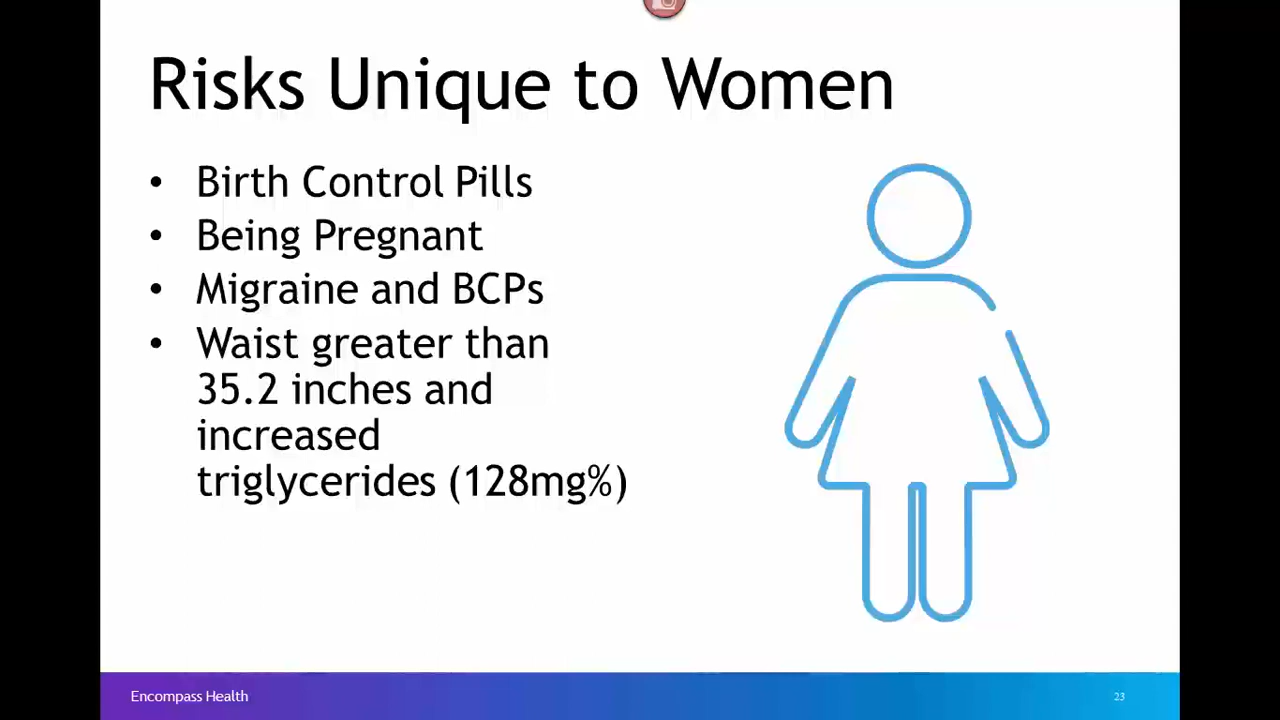 Risks Unique to Women
• Birth Control Pills
• Being Pregnant
• Migraine and BCPs
• Waist greater than
35.2 inches and
increased
triglycerides (128mg%)
Encompass Health
23